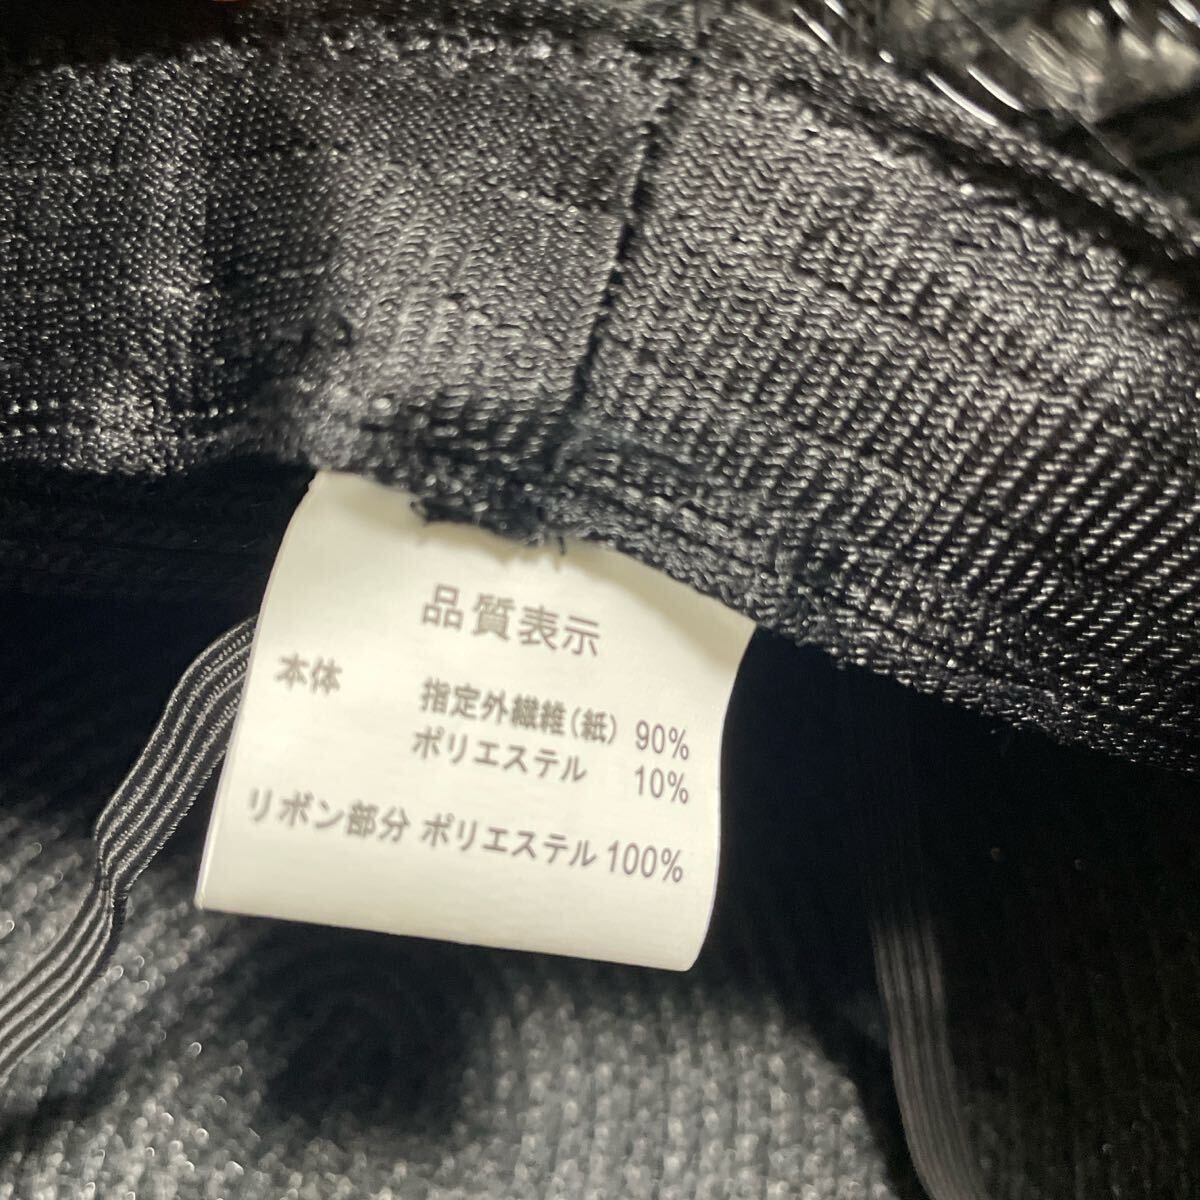 品質表示
本体 指定外繊維(紙) 90%
ポリエステル 10%
リボン部分 ポリエステル 100%